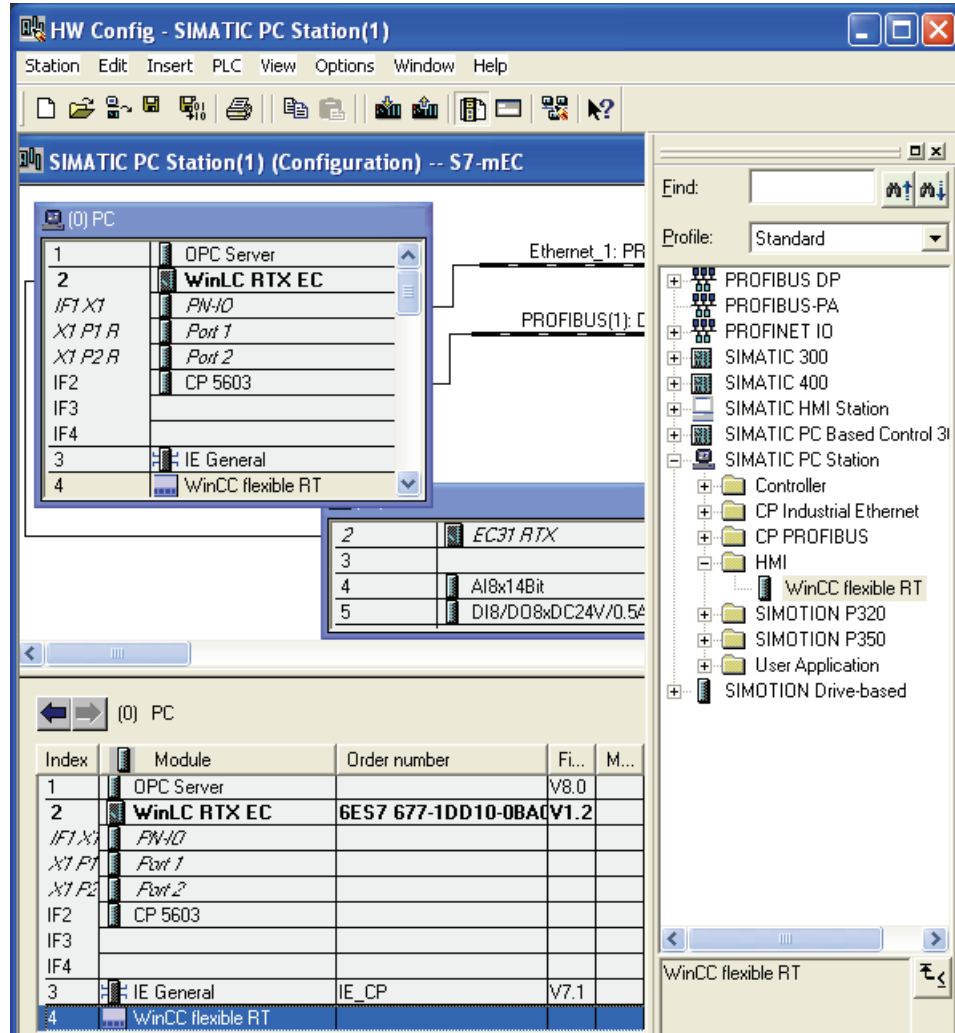 HW Config - SIMATIC PC Station(1)
Station Edit Insert PLC View Options Window Help
SIMATIC PC Station(1) (Configuration) -- S7-mEC
(0) PC
1 OPC Server
2 WinLC RTX EC
IF1 X1 PN-IO
X1 P1 R Port 1
X1 P2 R Port 2
IF2 CP 5603
IF3
IF4
3 IE General
4 WinCC flexible RT
Ethernet_1: PR
PROFIBUS(1): D
2 EC31 RTX
3
4 AI8x14Bit
5 DI8/DO8xDC24V/0.5A
Find:
Profile: Standard
PROFIBUS DP
PROFIBUS-PA
PROFINET IO
SIMATIC 300
SIMATIC 400
SIMATIC HMI Station
SIMATIC PC Based Control 3
SIMATIC PC Station
Controller
CP Industrial Ethernet
CP PROFIBUS
HMI
WinCC flexible RT
SIMOTION P320
SIMOTION P350
User Application
SIMOTION Drive-based
(0) PC
Index Module Order number Fi... M...
1 OPC Server V8.0
2 WinLC RTX EC 6ES7 677-1DD10-0BA0 V1.2
IF1 X1 PN-IO
X1 P1 Port 1
X1 P2 Port 2
IF2 CP 5603
IF3
IF4
3 IE General IE_CP V7.1
4 WinCC flexible RT
WinCC flexible RT